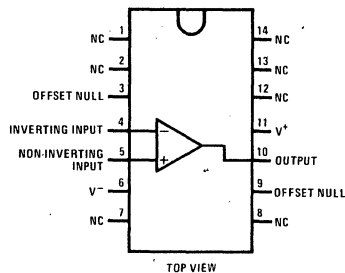 NC 1
NC 2
OFFSET NULL 3
INVERTING INPUT 4
NON-INVERTING INPUT 5
V− 6
NC 7
14 NC
13 NC
12 NC
11 V+
10 OUTPUT
9 OFFSET NULL
8 NC
− 
+
TOP VIEW